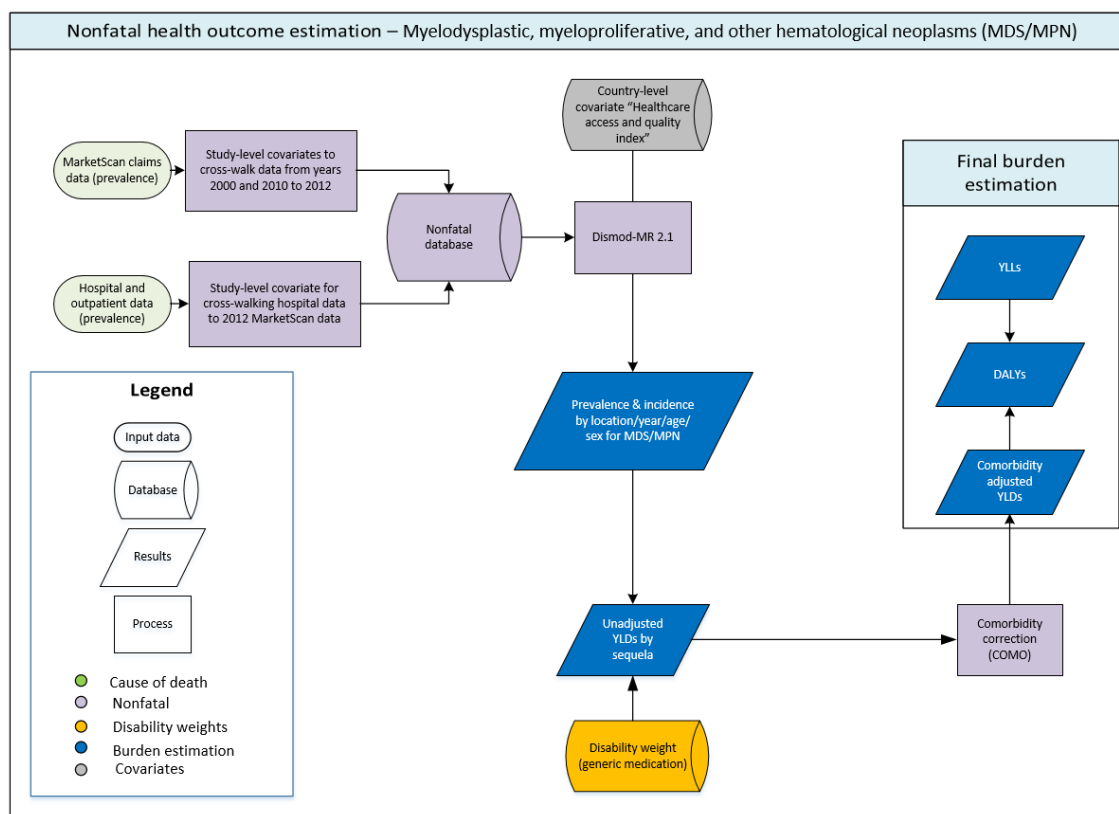 Nonfatal health outcome estimation – Myelodysplastic, myeloproliferative, and other hematological neoplasms (MDS/MPN)
Country-level
covariate “Healthcare
access and quality
index”
MarketScan claims
data (prevalence)
Study-level covariates to
cross-walk data from years
2000 and 2010 to 2012
Nonfatal
database
Dismod-MR 2.1
Hospital and
outpatient data
(prevalence)
Study-level covariate for
cross-walking hospital data
to 2012 MarketScan data
Final burden
estimation
YLLs
DALYs
Comorbidity
adjusted
YLDs
Prevalence & incidence
by location/year/age/
sex for MDS/MPN
Unadjusted
YLDs by
sequela
Comorbidity
correction
(COMO)
Disability weight
(generic medication)
Legend
Input data
Database
Results
Process
Cause of death
Nonfatal
Disability weights
Burden estimation
Covariates